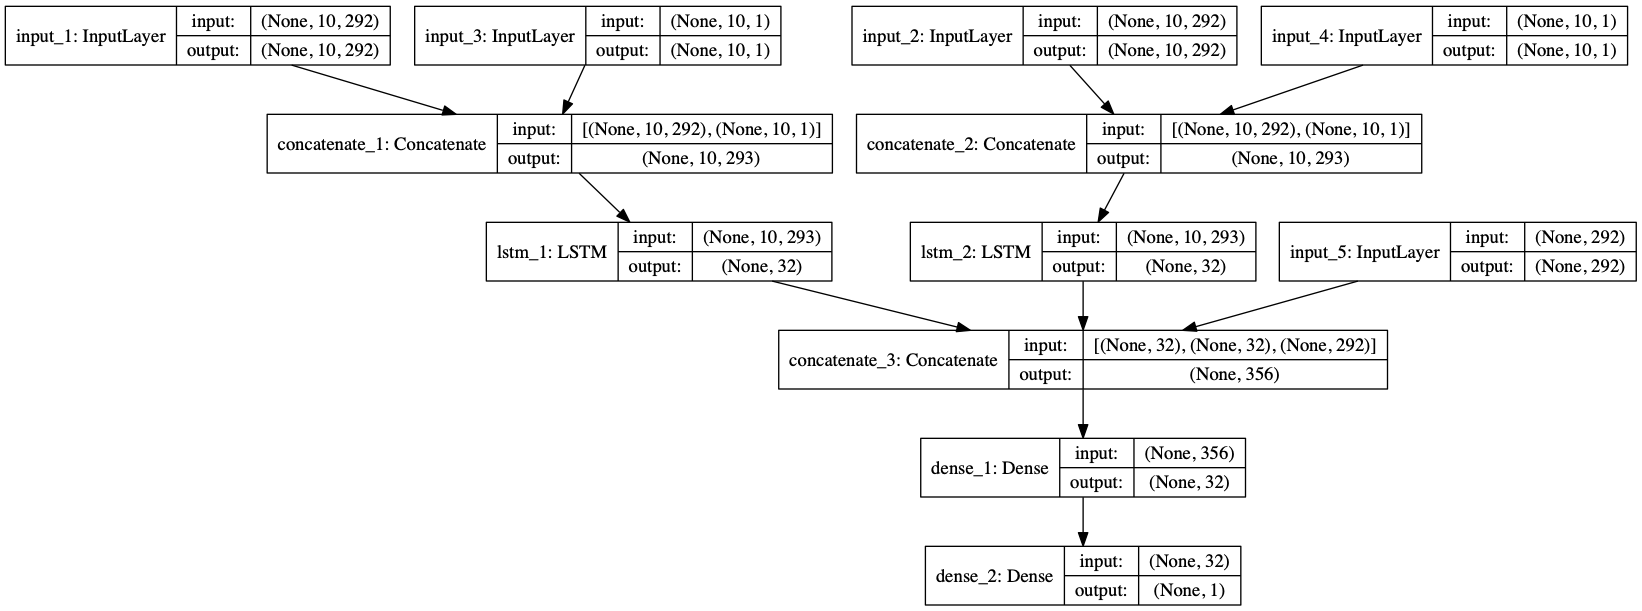 input_1: InputLayer
input: (None, 10, 292)
output: (None, 10, 292)
input_3: InputLayer
input: (None, 10, 1)
output: (None, 10, 1)
input_2: InputLayer
input: (None, 10, 292)
output: (None, 10, 292)
input_4: InputLayer
input: (None, 10, 1)
output: (None, 10, 1)
concatenate_1: Concatenate
input: [(None, 10, 292), (None, 10, 1)]
output: (None, 10, 293)
concatenate_2: Concatenate
input: [(None, 10, 292), (None, 10, 1)]
output: (None, 10, 293)
lstm_1: LSTM
input: (None, 10, 293)
output: (None, 32)
lstm_2: LSTM
input: (None, 10, 293)
output: (None, 32)
input_5: InputLayer
input: (None, 292)
output: (None, 292)
concatenate_3: Concatenate
input: [(None, 32), (None, 32), (None, 292)]
output: (None, 356)
dense_1: Dense
input: (None, 356)
output: (None, 32)
dense_2: Dense
input: (None, 32)
output: (None, 1)